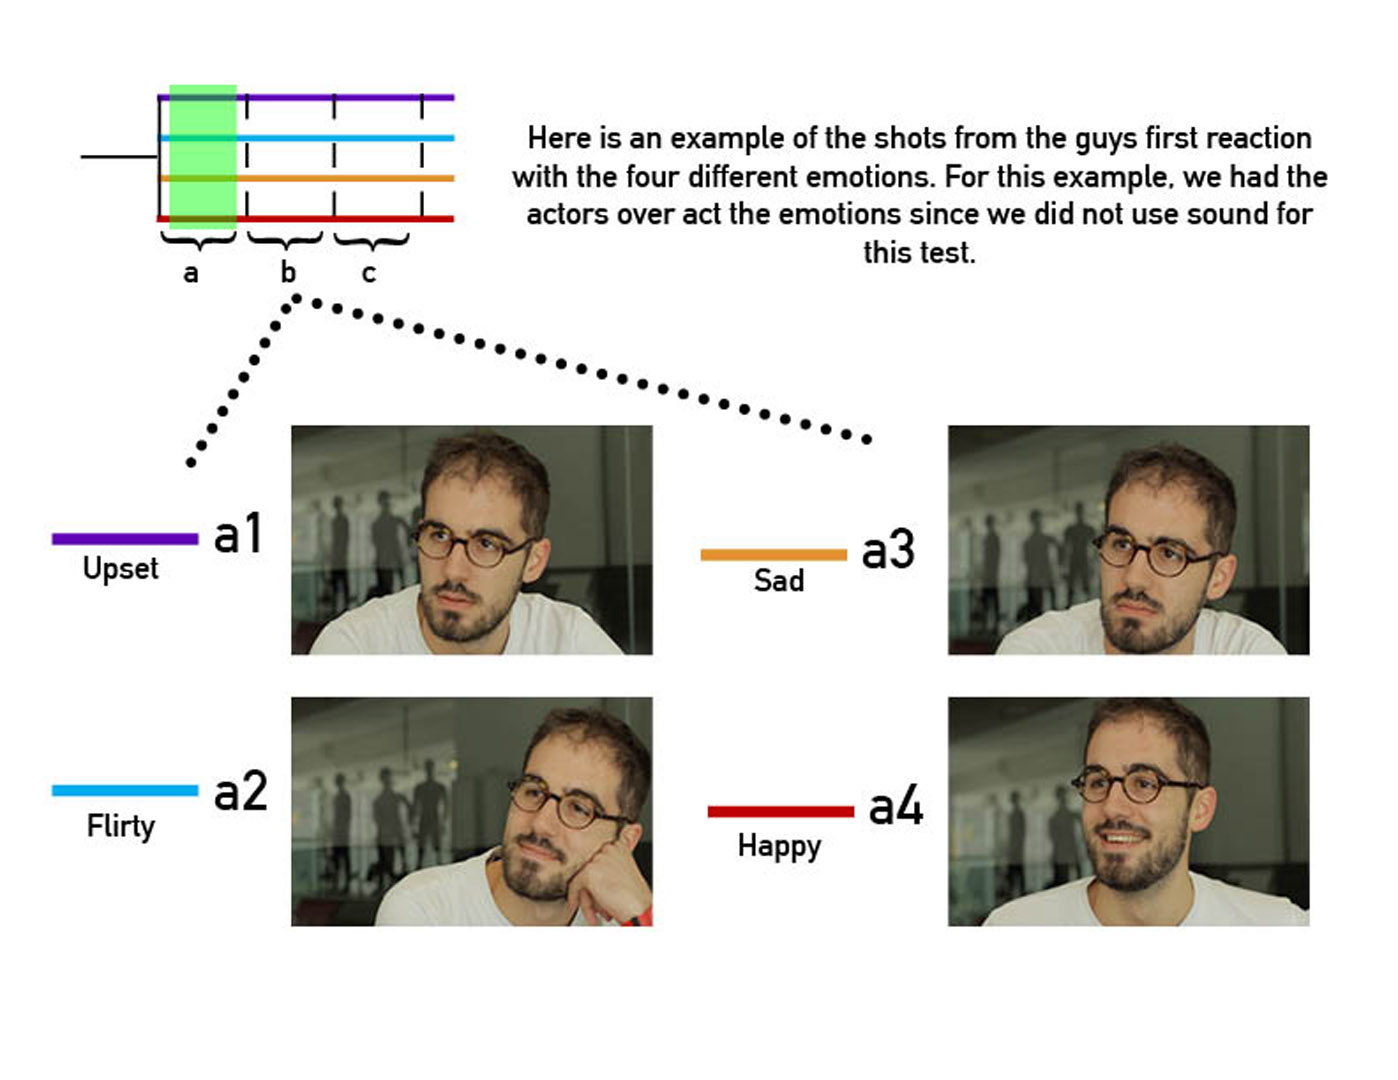 Here is an example of the shots from the guys first reaction
with the four different emotions. For this example, we had the
actors over act the emotions since we did not use sound for
this test.
a b c
a1
Upset
a3
Sad
a2
Flirty
a4
Happy